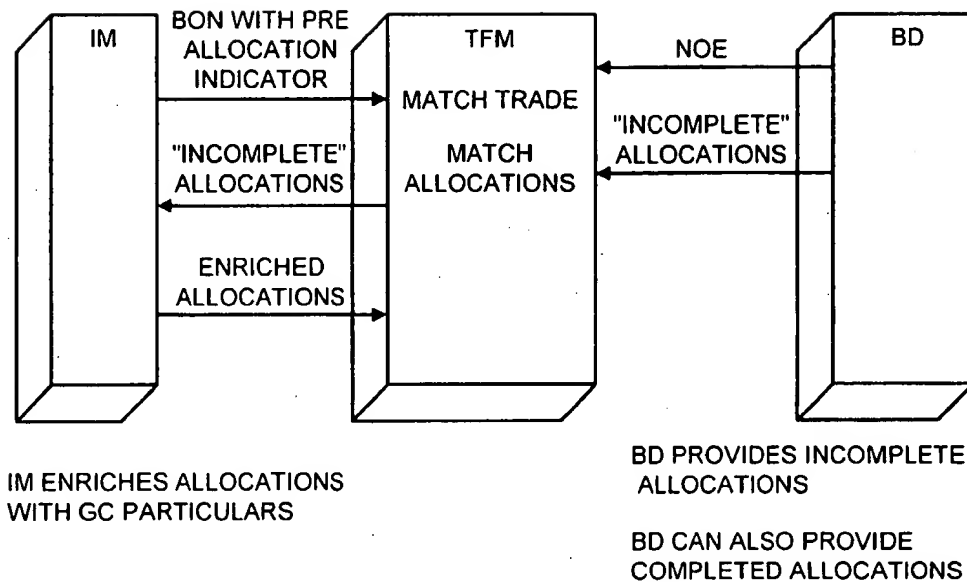 IM
BON WITH PRE
ALLOCATION
INDICATOR
TFM
NOE
BD
MATCH TRADE
"INCOMPLETE"
ALLOCATIONS
MATCH
ALLOCATIONS
"INCOMPLETE"
ALLOCATIONS
ENRICHED
ALLOCATIONS
IM ENRICHES ALLOCATIONS
WITH GC PARTICULARS
BD PROVIDES INCOMPLETE
ALLOCATIONS
BD CAN ALSO PROVIDE
COMPLETED ALLOCATIONS